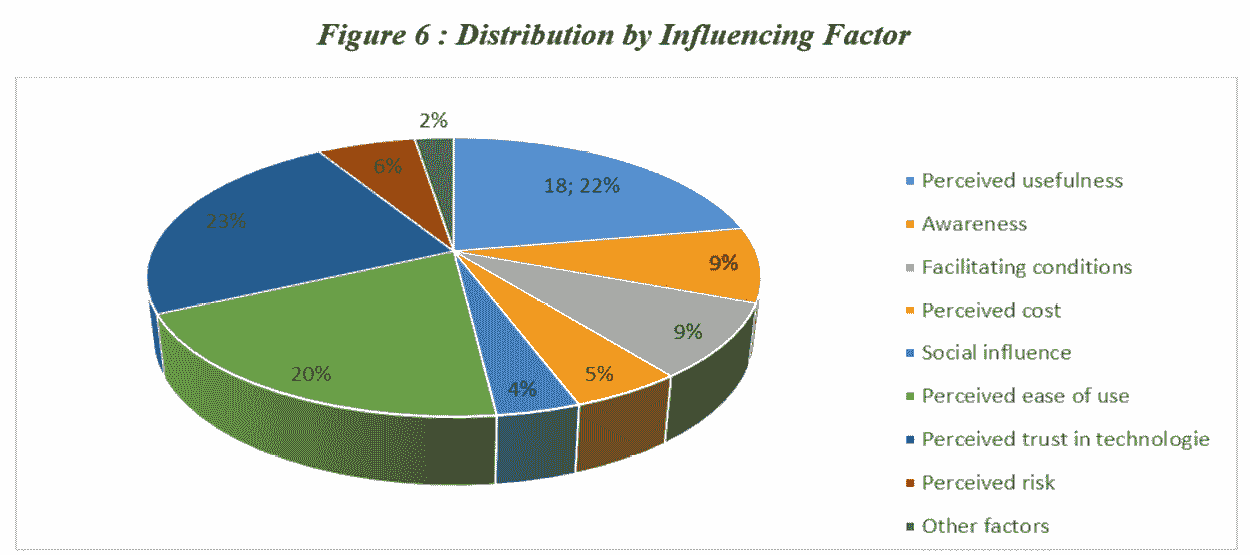 Figure 6 : Distribution by Influencing Factor
2%
6%
18; 22%
23%
9%
9%
20%
4%
5%
Perceived usefulness
Awareness
Facilitating conditions
Perceived cost
Social influence
Perceived ease of use
Perceived trust in technologie
Perceived risk
Other factors